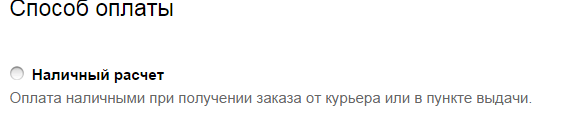 Способ оплаты
Наличный расчет
Оплата наличными при получении заказа от курьера или в пункте выдачи.